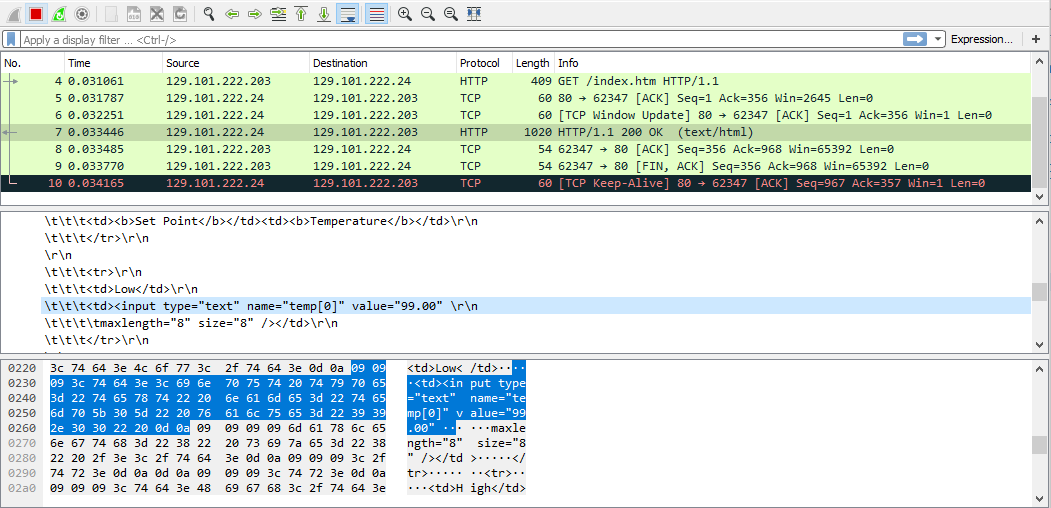 Apply a display filter ... <Ctrl-/>
Expression...
+
No. Time Source Destination Protocol Length Info
4 0.031061 129.101.222.203 129.101.222.24 HTTP 409 GET /index.htm HTTP/1.1
5 0.031787 129.101.222.24 129.101.222.203 TCP 60 80 → 62347 [ACK] Seq=1 Ack=356 Win=2645 Len=0
6 0.032251 129.101.222.24 129.101.222.203 TCP 60 [TCP Window Update] 80 → 62347 [ACK] Seq=1 Ack=356 Win=1 Len=0
7 0.033446 129.101.222.24 129.101.222.203 HTTP 1020 HTTP/1.1 200 OK (text/html)
8 0.033485 129.101.222.203 129.101.222.24 TCP 54 62347 → 80 [ACK] Seq=356 Ack=968 Win=65392 Len=0
9 0.033770 129.101.222.203 129.101.222.24 TCP 54 62347 → 80 [FIN, ACK] Seq=356 Ack=968 Win=65392 Len=0
10 0.034165 129.101.222.24 129.101.222.203 TCP 60 [TCP Keep-Alive] 80 → 62347 [ACK] Seq=967 Ack=357 Win=1 Len=0
\t\t\t<td><b>Set Point</b></td><td><b>Temperature</b></td>\r\n
\t\t\t</tr>\r\n
\r\n
\t\t\t<tr>\r\n
\t\t\t<td>Low</td>\r\n
\t\t\t<td><input type="text" name="temp[0]" value="99.00" \r\n
\t\t\t\tmaxlength="8" size="8" /></td>\r\n
\t\t\t</tr>\r\n
0220 3c 74 64 3e 4c 6f 77 3c 2f 74 64 3e 0d 0a 09 09 <td>Low< /td>····
0230 09 3c 74 64 3e 3c 69 6e 70 75 74 20 74 79 70 65 ·<td><in put type
0240 3d 22 74 65 78 74 22 20 6e 61 6d 65 3d 22 74 65 ="text" name="te
0250 6d 70 5b 30 5d 22 20 76 61 6c 75 65 3d 22 39 39 mp[0]" v alue="99
0260 2e 30 30 22 20 0d 0a 09 09 09 09 6d 61 78 6c 65 .00" ··· ···maxle
0270 6e 67 74 68 3d 22 38 22 20 73 69 7a 65 3d 22 38 ngth="8" size="8
0280 22 20 2f 3e 3c 2f 74 64 3e 0d 0a 09 09 09 3c 2f " /></td >·····</
0290 74 72 3e 0d 0a 0d 0a 09 09 09 3c 74 72 3e 0d 0a tr>····· ··<tr>··
02a0 09 09 09 3c 74 64 3e 48 69 67 68 3c 2f 74 64 3e ···<td>H igh</td>